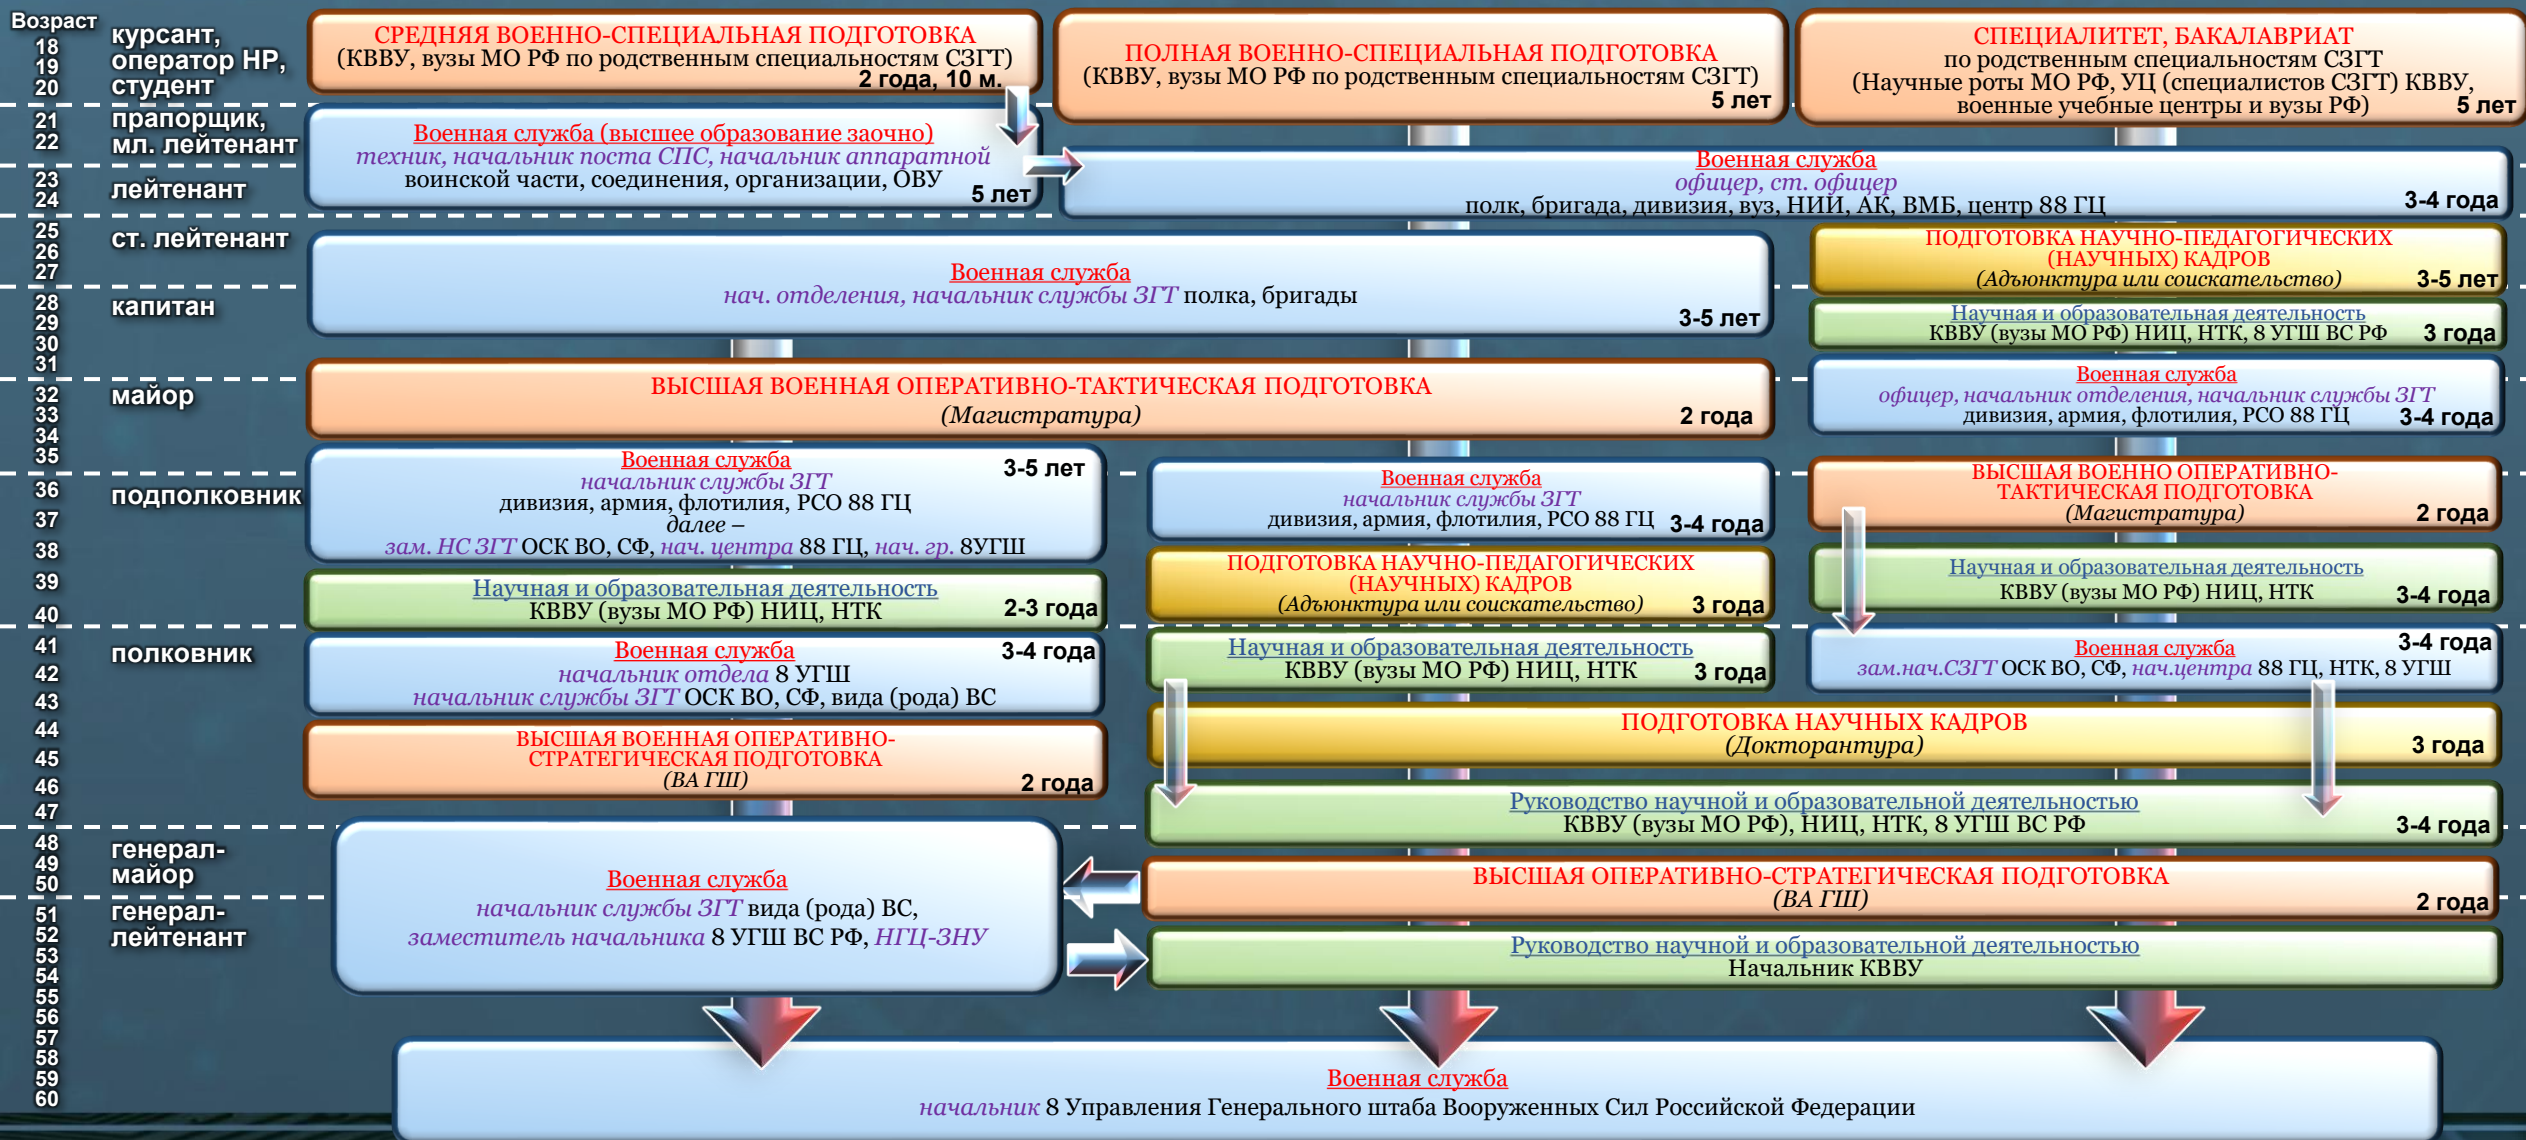 Возраст
18
19
20
21
22
23
24
25
26
27
28
29
30
31
32
33
34
35
36
37
38
39
40
41
42
43
44
45
46
47
48
49
50
51
52
53
54
55
56
57
58
59
60
курсант,
оператор НР,
студент
прапорщик,
мл. лейтенант
лейтенант
ст. лейтенант
капитан
майор
подполковник
полковник
генерал-
майор
генерал-
лейтенант
СРЕДНЯЯ ВОЕННО-СПЕЦИАЛЬНАЯ ПОДГОТОВКА
(КВВУ, вузы МО РФ по родственным специальностям СЗГТ)
2 года, 10 м.
ПОЛНАЯ ВОЕННО-СПЕЦИАЛЬНАЯ ПОДГОТОВКА
(КВВУ, вузы МО РФ по родственным специальностям СЗГТ)
5 лет
СПЕЦИАЛИТЕТ, БАКАЛАВРИАТ
по родственным специальностям СЗГТ
(Научные роты МО РФ, УЦ (специалистов СЗГТ) КВВУ,
военные учебные центры и вузы РФ)
5 лет
Военная служба (высшее образование заочно)
техник, начальник поста СПС, начальник аппаратной
воинской части, соединения, организации, ОВУ
5 лет
Военная служба
офицер, ст. офицер
полк, бригада, дивизия, вуз, НИИ, АК, ВМБ, центр 88 ГЦ
3-4 года
Военная служба
нач. отделения, начальник службы ЗГТ полка, бригады
3-5 лет
ПОДГОТОВКА НАУЧНО-ПЕДАГОГИЧЕСКИХ
(НАУЧНЫХ) КАДРОВ
(Адъюнктура или соискательство)
3-5 лет
Научная и образовательная деятельность
КВВУ (вузы МО РФ) НИЦ, НТК, 8 УГШ ВС РФ
3 года
ВЫСШАЯ ВОЕННАЯ ОПЕРАТИВНО-ТАКТИЧЕСКАЯ ПОДГОТОВКА
(Магистратура)
2 года
Военная служба
офицер, начальник отделения, начальник службы ЗГТ
дивизия, армия, флотилия, РСО 88 ГЦ
3-4 года
Военная служба
3-5 лет
начальник службы ЗГТ
дивизия, армия, флотилия, РСО 88 ГЦ
далее –
зам. НС ЗГТ ОСК ВО, СФ, нач. центра 88 ГЦ, нач. гр. 8УГШ
Военная служба
начальник службы ЗГТ
дивизия, армия, флотилия, РСО 88 ГЦ
3-4 года
ВЫСШАЯ ВОЕННО ОПЕРАТИВНО-
ТАКТИЧЕСКАЯ ПОДГОТОВКА
(Магистратура)
2 года
Научная и образовательная деятельность
КВВУ (вузы МО РФ) НИЦ, НТК
2-3 года
ПОДГОТОВКА НАУЧНО-ПЕДАГОГИЧЕСКИХ
(НАУЧНЫХ) КАДРОВ
(Адъюнктура или соискательство)
3 года
Научная и образовательная деятельность
КВВУ (вузы МО РФ) НИЦ, НТК
3-4 года
Военная служба
3-4 года
начальник отдела 8 УГШ
начальник службы ЗГТ ОСК ВО, СФ, вида (рода) ВС
Научная и образовательная деятельность
КВВУ (вузы МО РФ) НИЦ, НТК
3 года
Военная служба
3-4 года
зам.нач.СЗГТ ОСК ВО, СФ, нач.центра 88 ГЦ, НТК, 8 УГШ
ВЫСШАЯ ВОЕННАЯ ОПЕРАТИВНО-
СТРАТЕГИЧЕСКАЯ ПОДГОТОВКА
(ВА ГШ)
2 года
ПОДГОТОВКА НАУЧНЫХ КАДРОВ
(Докторантура)
3 года
Руководство научной и образовательной деятельностью
КВВУ (вузы МО РФ), НИЦ, НТК, 8 УГШ ВС РФ
3-4 года
Военная служба
начальник службы ЗГТ вида (рода) ВС,
заместитель начальника 8 УГШ ВС РФ, НГЦ-ЗНУ
ВЫСШАЯ ОПЕРАТИВНО-СТРАТЕГИЧЕСКАЯ ПОДГОТОВКА
(ВА ГШ)
2 года
Руководство научной и образовательной деятельностью
Начальник КВВУ
Военная служба
начальник 8 Управления Генерального штаба Вооруженных Сил Российской Федерации